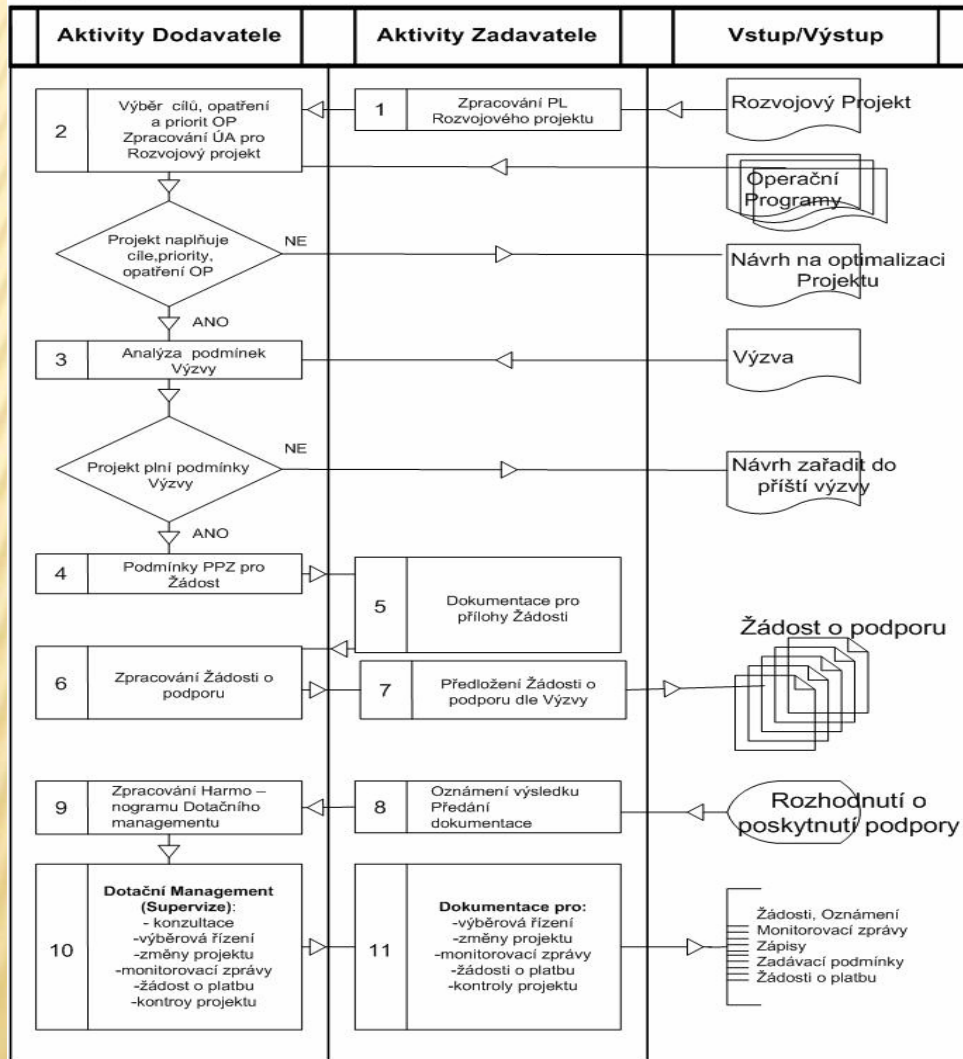 Aktivity Dodavatele
Aktivity Zadavatele
Vstup/Výstup
2
Výběr cílů, opatření
a priorit OP
Zpracování ÚA pro
Rozvojový projekt
1
Zpracování PL
Rozvojového projektu
Rozvojový Projekt
Operační
Programy
Projekt naplňuje
cíle,priority,
opatření OP
NE
Návrh na optimalizaci
Projektu
ANO
3
Analýza podmínek
Výzvy
Výzva
Projekt plní podmínky
Výzvy
NE
Návrh zařadit do
příští výzvy
ANO
4
Podmínky PPZ pro
Žádost
5
Dokumentace pro
přílohy Žádosti
Žádost o podporu
6
Zpracování Žádosti o
podporu
7
Předložení Žádosti o
podporu dle Výzvy
9
Zpracování Harmo –
nogramu Dotačního
managementu
8
Oznámení výsledku
Předání
dokumentace
Rozhodnutí o
poskytnutí podpory
10
Dotační Management
(Supervize):
- konzultace
-výběrová řízení
-změny projektu
-monitorovací zprávy
-žádost o platbu
-kontroy projektu
11
Dokumentace pro:
-výběrová řízení
-změny projektu
-monitorovací zprávy
-žádosti o platbu
-kontroly projektu
Žádosti, Oznámení
Monitorovací zprávy
Zápisy
Zadávací podmínky
Žádosti o platbu